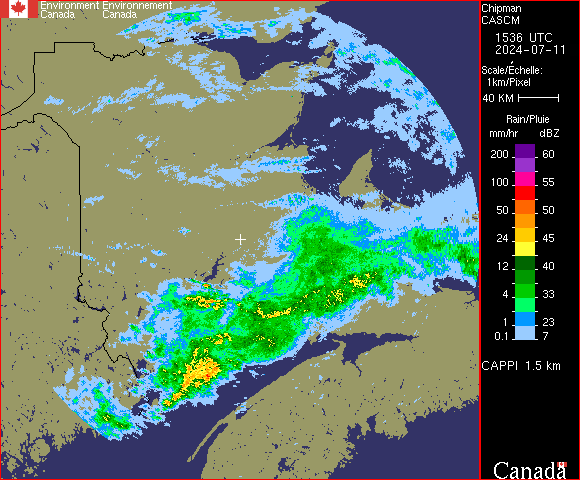 Environment Environnement
Canada Canada
Chipman
CASCM
1536 UTC
2024-07-11
Scale/Échelle:
1km/Pixel
40 KM
Rain/Pluie
mm/hr dBZ
200 60
100 55
50 50
24 45
12 40
4 33
1 23
0.1 7
CAPPI 1.5 km
Canada